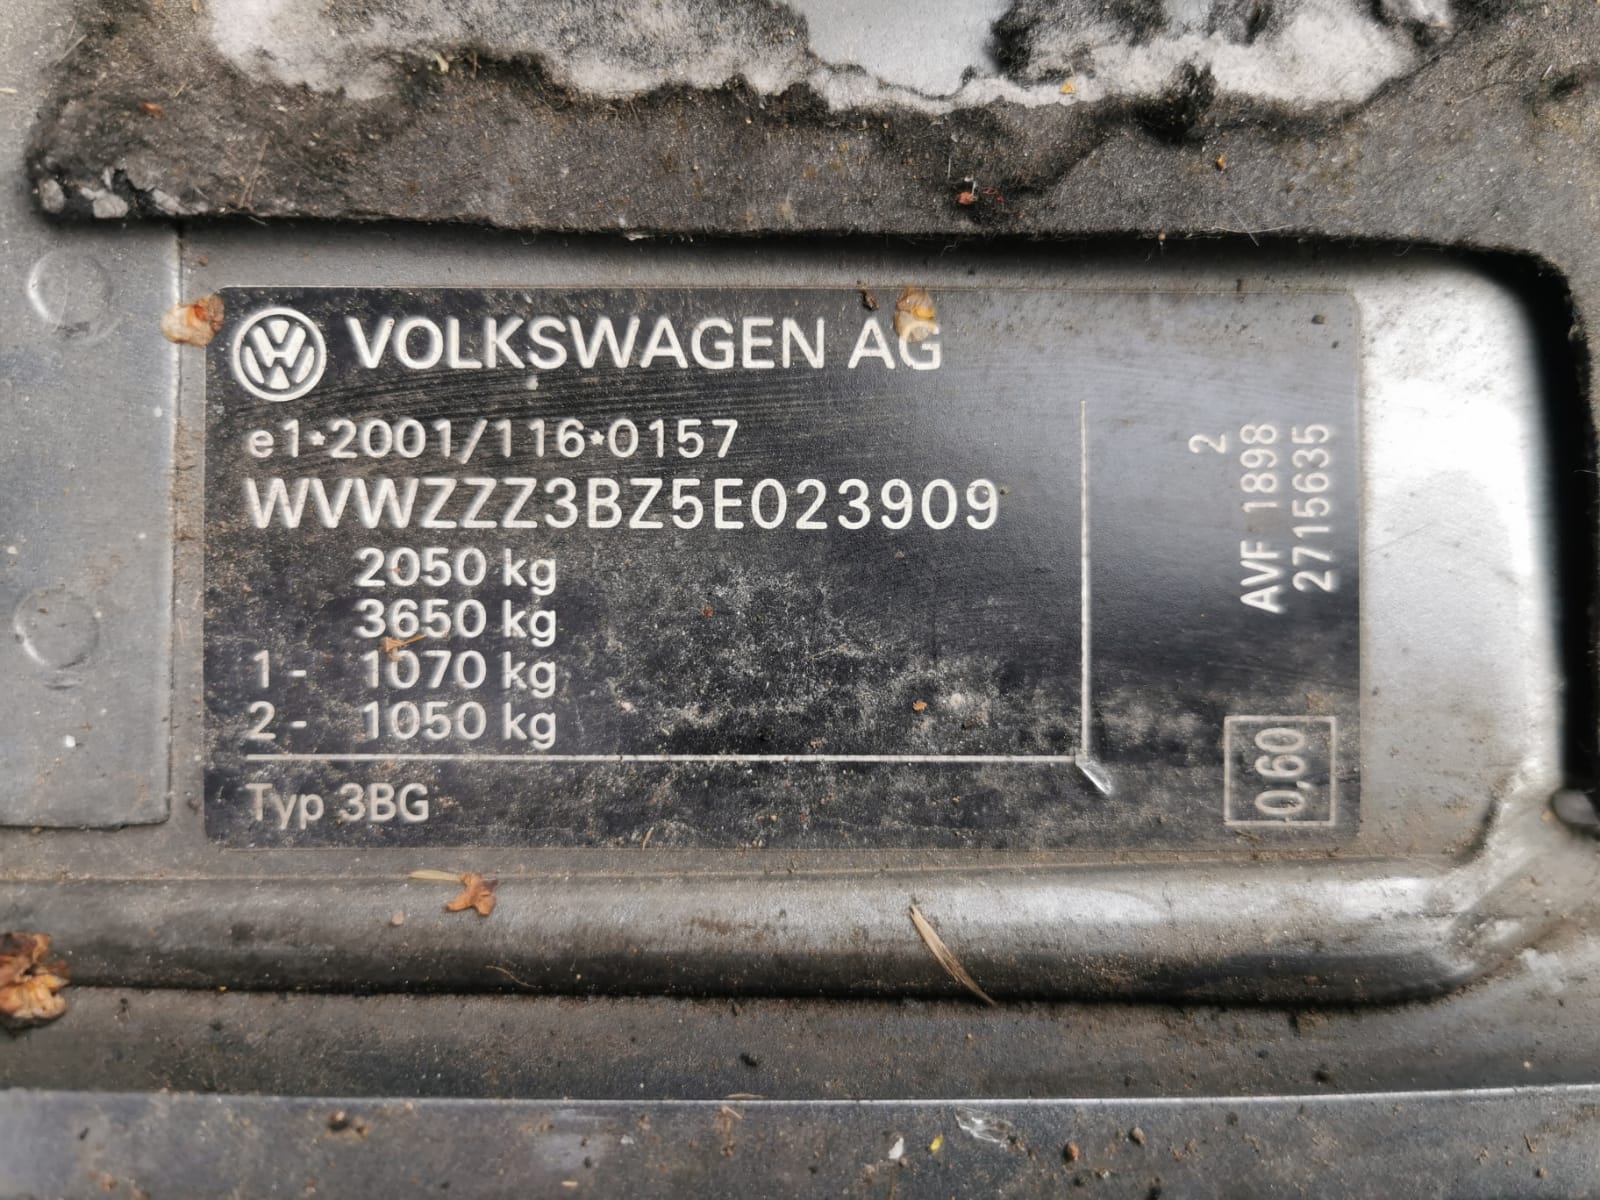 VOLKSWAGEN AG
e1*2001/116*0157
WVWZZZ3BZ5E023909
2050 kg
3650 kg
1 - 1070 kg
2 - 1050 kg
Typ 3BG
2
AVF 1898
2715635
0,60